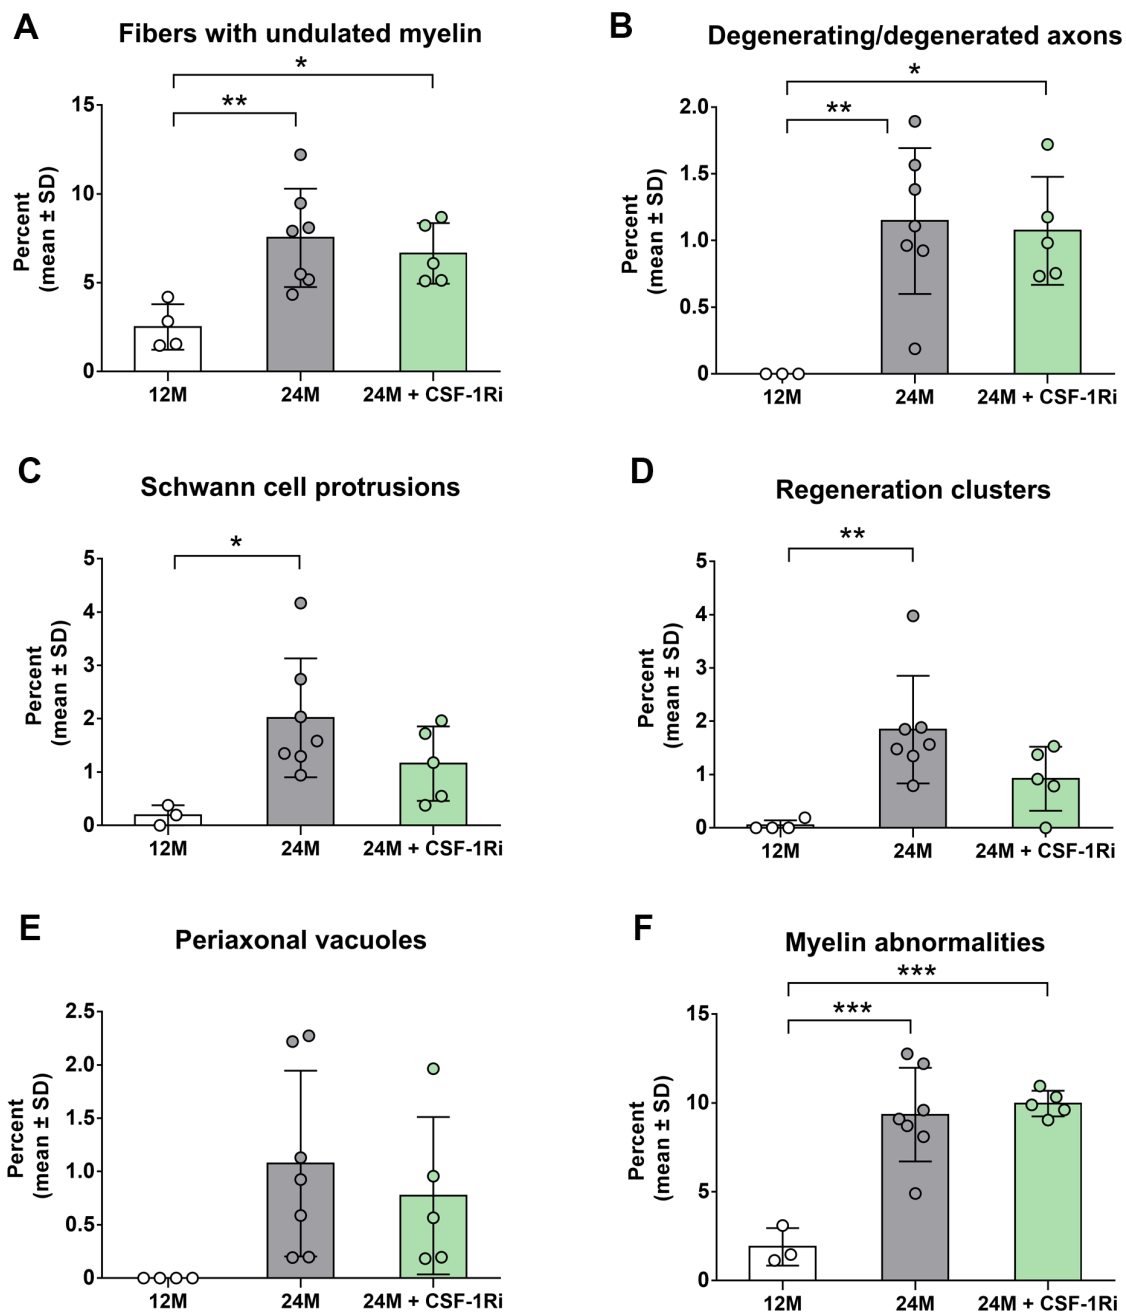 A
Fibers with undulated myelin
*
**
Percent
(mean ± SD)
15
10
5
0
12M
24M
24M + CSF-1Ri
B
Degenerating/degenerated axons
*
**
Percent
(mean ± SD)
2.0
1.5
1.0
0.5
0
12M
24M
24M + CSF-1Ri
C
Schwann cell protrusions
*
Percent
(mean ± SD)
5
4
3
2
1
0
12M
24M
24M + CSF-1Ri
D
Regeneration clusters
**
Percent
(mean ± SD)
5
4
3
2
1
0
12M
24M
24M + CSF-1Ri
E
Periaxonal vacuoles
Percent
(mean ± SD)
2.5
2.0
1.5
1.0
0.5
0
12M
24M
24M + CSF-1Ri
F
Myelin abnormalities
***
***
Percent
(mean ± SD)
15
10
5
0
12M
24M
24M + CSF-1Ri